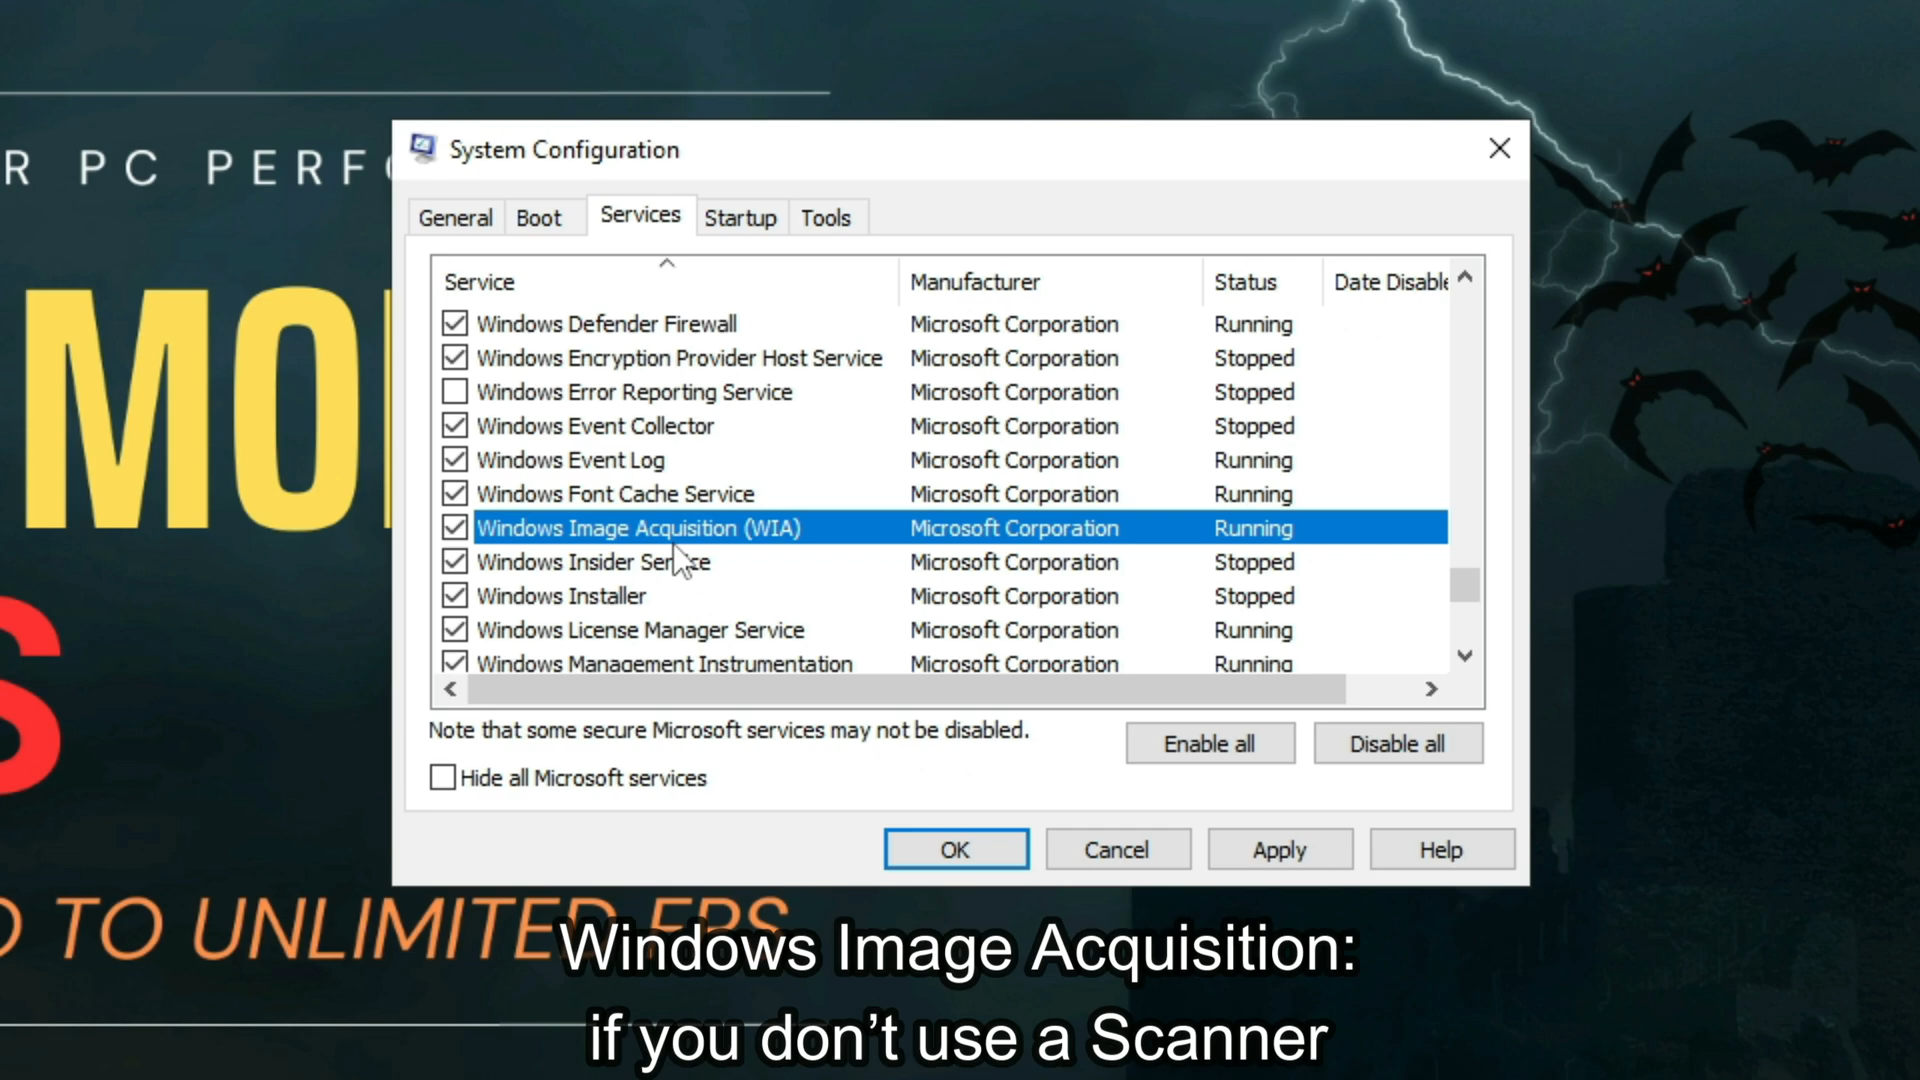 R PC PERF
MO
S
O TO UNLIMITED FPS
System Configuration
General Boot Services Startup Tools
Service Manufacturer Status Date Disable
Windows Defender Firewall Microsoft Corporation Running
Windows Encryption Provider Host Service Microsoft Corporation Stopped
Windows Error Reporting Service Microsoft Corporation Stopped
Windows Event Collector Microsoft Corporation Stopped
Windows Event Log Microsoft Corporation Running
Windows Font Cache Service Microsoft Corporation Running
Windows Image Acquisition (WIA) Microsoft Corporation Running
Windows Insider Service Microsoft Corporation Stopped
Windows Installer Microsoft Corporation Stopped
Windows License Manager Service Microsoft Corporation Running
Windows Management Instrumentation Microsoft Corporation Running
Note that some secure Microsoft services may not be disabled.
Enable all Disable all
Hide all Microsoft services
OK Cancel Apply Help
Windows Image Acquisition:
if you don’t use a Scanner